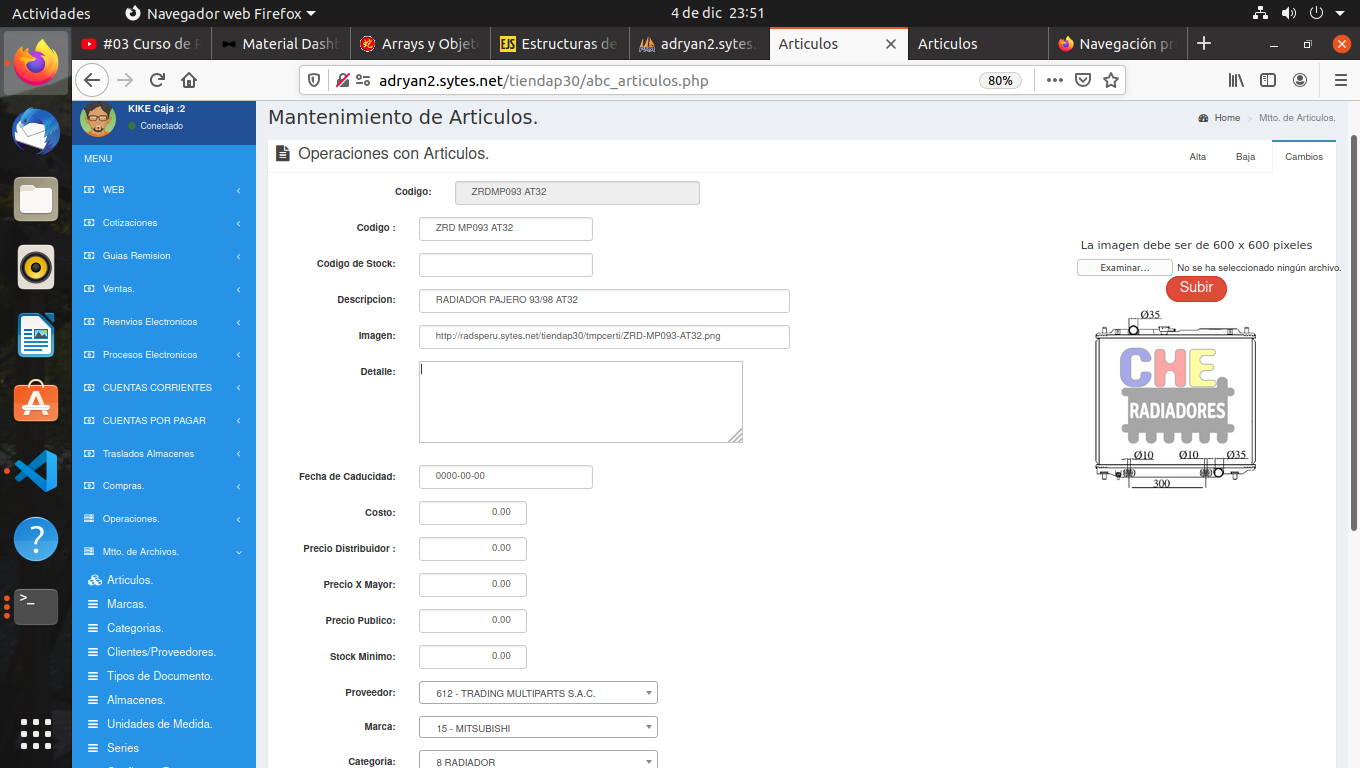 Actividades
Navegador web Firefox
4 de dic 23:51
#03 Curso de
Material Dash
Arrays y Obje
Estructuras de
adryan2.sytes.
Articulos
Articulos
Navegación pr
adryan2.sytes.net/tiendap30/abc_articulos.php
80%
KIKE Caja :2
Conectado
MENU
WEB
Cotizaciones
Guias Remision
Ventas.
Reenvios Electronicos
Procesos Electronicos
CUENTAS CORRIENTES
CUENTAS POR PAGAR
Traslados Almacenes
Compras.
Operaciones.
Mtto. de Archivos.
Articulos.
Marcas.
Categorias.
Clientes/Proveedores.
Tipos de Documento.
Almacenes.
Unidades de Medida.
Series
Mantenimiento de Articulos.
Home > Mtto. de Articulos.
Operaciones con Articulos.
Alta
Baja
Cambios
Codigo: ZRDMP093 AT32
Codigo : ZRD MP093 AT32
Codigo de Stock:
Descripcion: RADIADOR PAJERO 93/98 AT32
Imagen: http://radsperu.sytes.net/tiendap30/tmpcerti/ZRD-MP093-AT32.png
Detalle:
Fecha de Caducidad: 0000-00-00
Costo: 0.00
Precio Distribuidor : 0.00
Precio X Mayor: 0.00
Precio Publico: 0.00
Stock Minimo: 0.00
Proveedor: 612 - TRADING MULTIPARTS S.A.C.
Marca: 15 - MITSUBISHI
Categoria: 8 RADIADOR
La imagen debe ser de 600 x 600 pixeles
Examinar... No se ha seleccionado ningún archivo.
Subir
Ø35
CHE
RADIADORES
Ø10 Ø10 Ø35
300